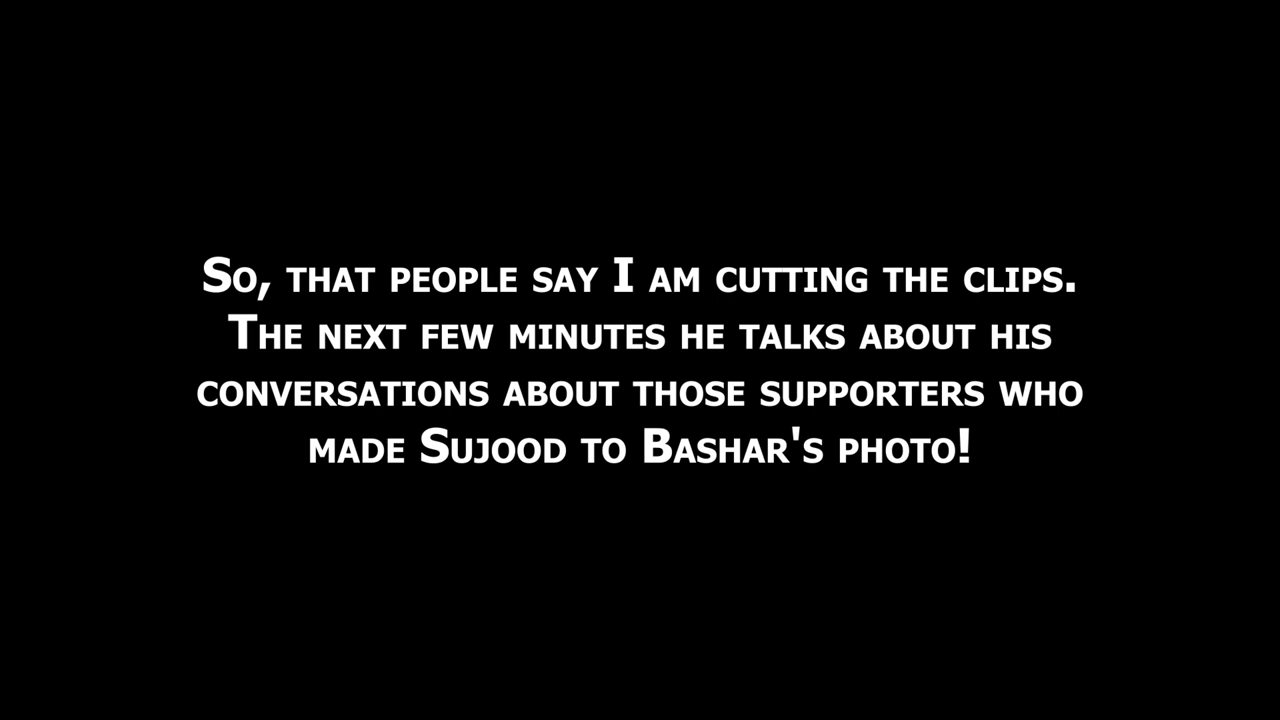 So, that people say I am cutting the clips.
The next few minutes he talks about his
conversations about those supporters who
made Sujood to Bashar's photo!